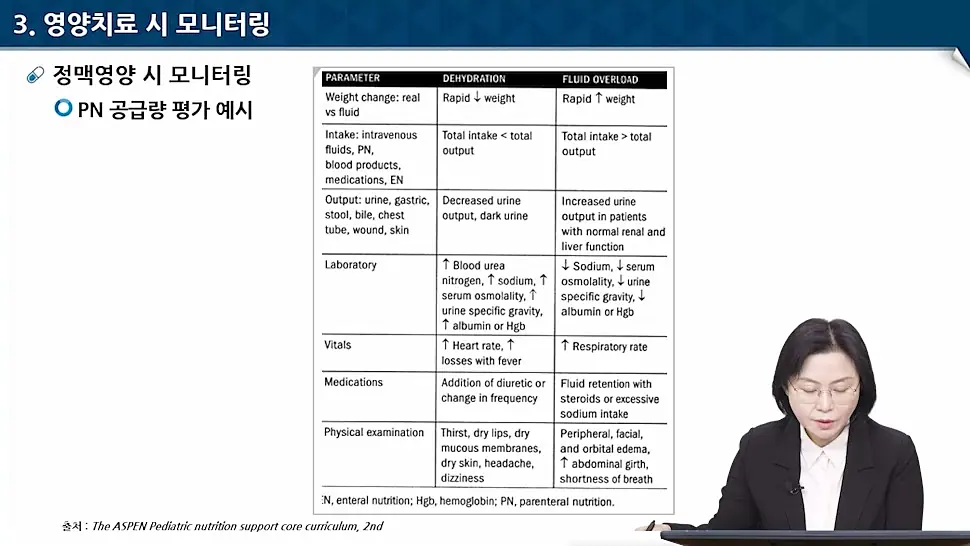 3. 영양치료 시 모니터링
정맥영양 시 모니터링
PN 공급량 평가 예시
PARAMETER DEHYDRATION FLUID OVERLOAD
Weight change: real vs fluid
Rapid ↓ weight
Rapid ↑ weight
Intake: intravenous
fluids, PN,
blood products,
medications, EN
Total intake < total
output
Total intake > total
output
Output: urine, gastric,
stool, bile, chest
tube, wound, skin
Decreased urine
output, dark urine
Increased urine
output in patients
with normal renal and
liver function
Laboratory
↑ Blood urea
nitrogen, ↑ sodium, ↑
serum osmolality, ↑
urine specific gravity,
↑ albumin or Hgb
↓ Sodium, ↓ serum
osmolality, ↓ urine
specific gravity, ↓
albumin or Hgb
Vitals
↑ Heart rate, ↑
losses with fever
↑ Respiratory rate
Medications
Addition of diuretic or
change in frequency
Fluid retention with
steroids or excessive
sodium intake
Physical examination
Thirst, dry lips, dry
mucous membranes,
dry skin, headache,
dizziness
Peripheral, facial,
and orbital edema,
↑ abdominal girth,
shortness of breath
EN, enteral nutrition; Hgb, hemoglobin; PN, parenteral nutrition.
출처 : The ASPEN Pediatric nutrition support core curriculum, 2nd